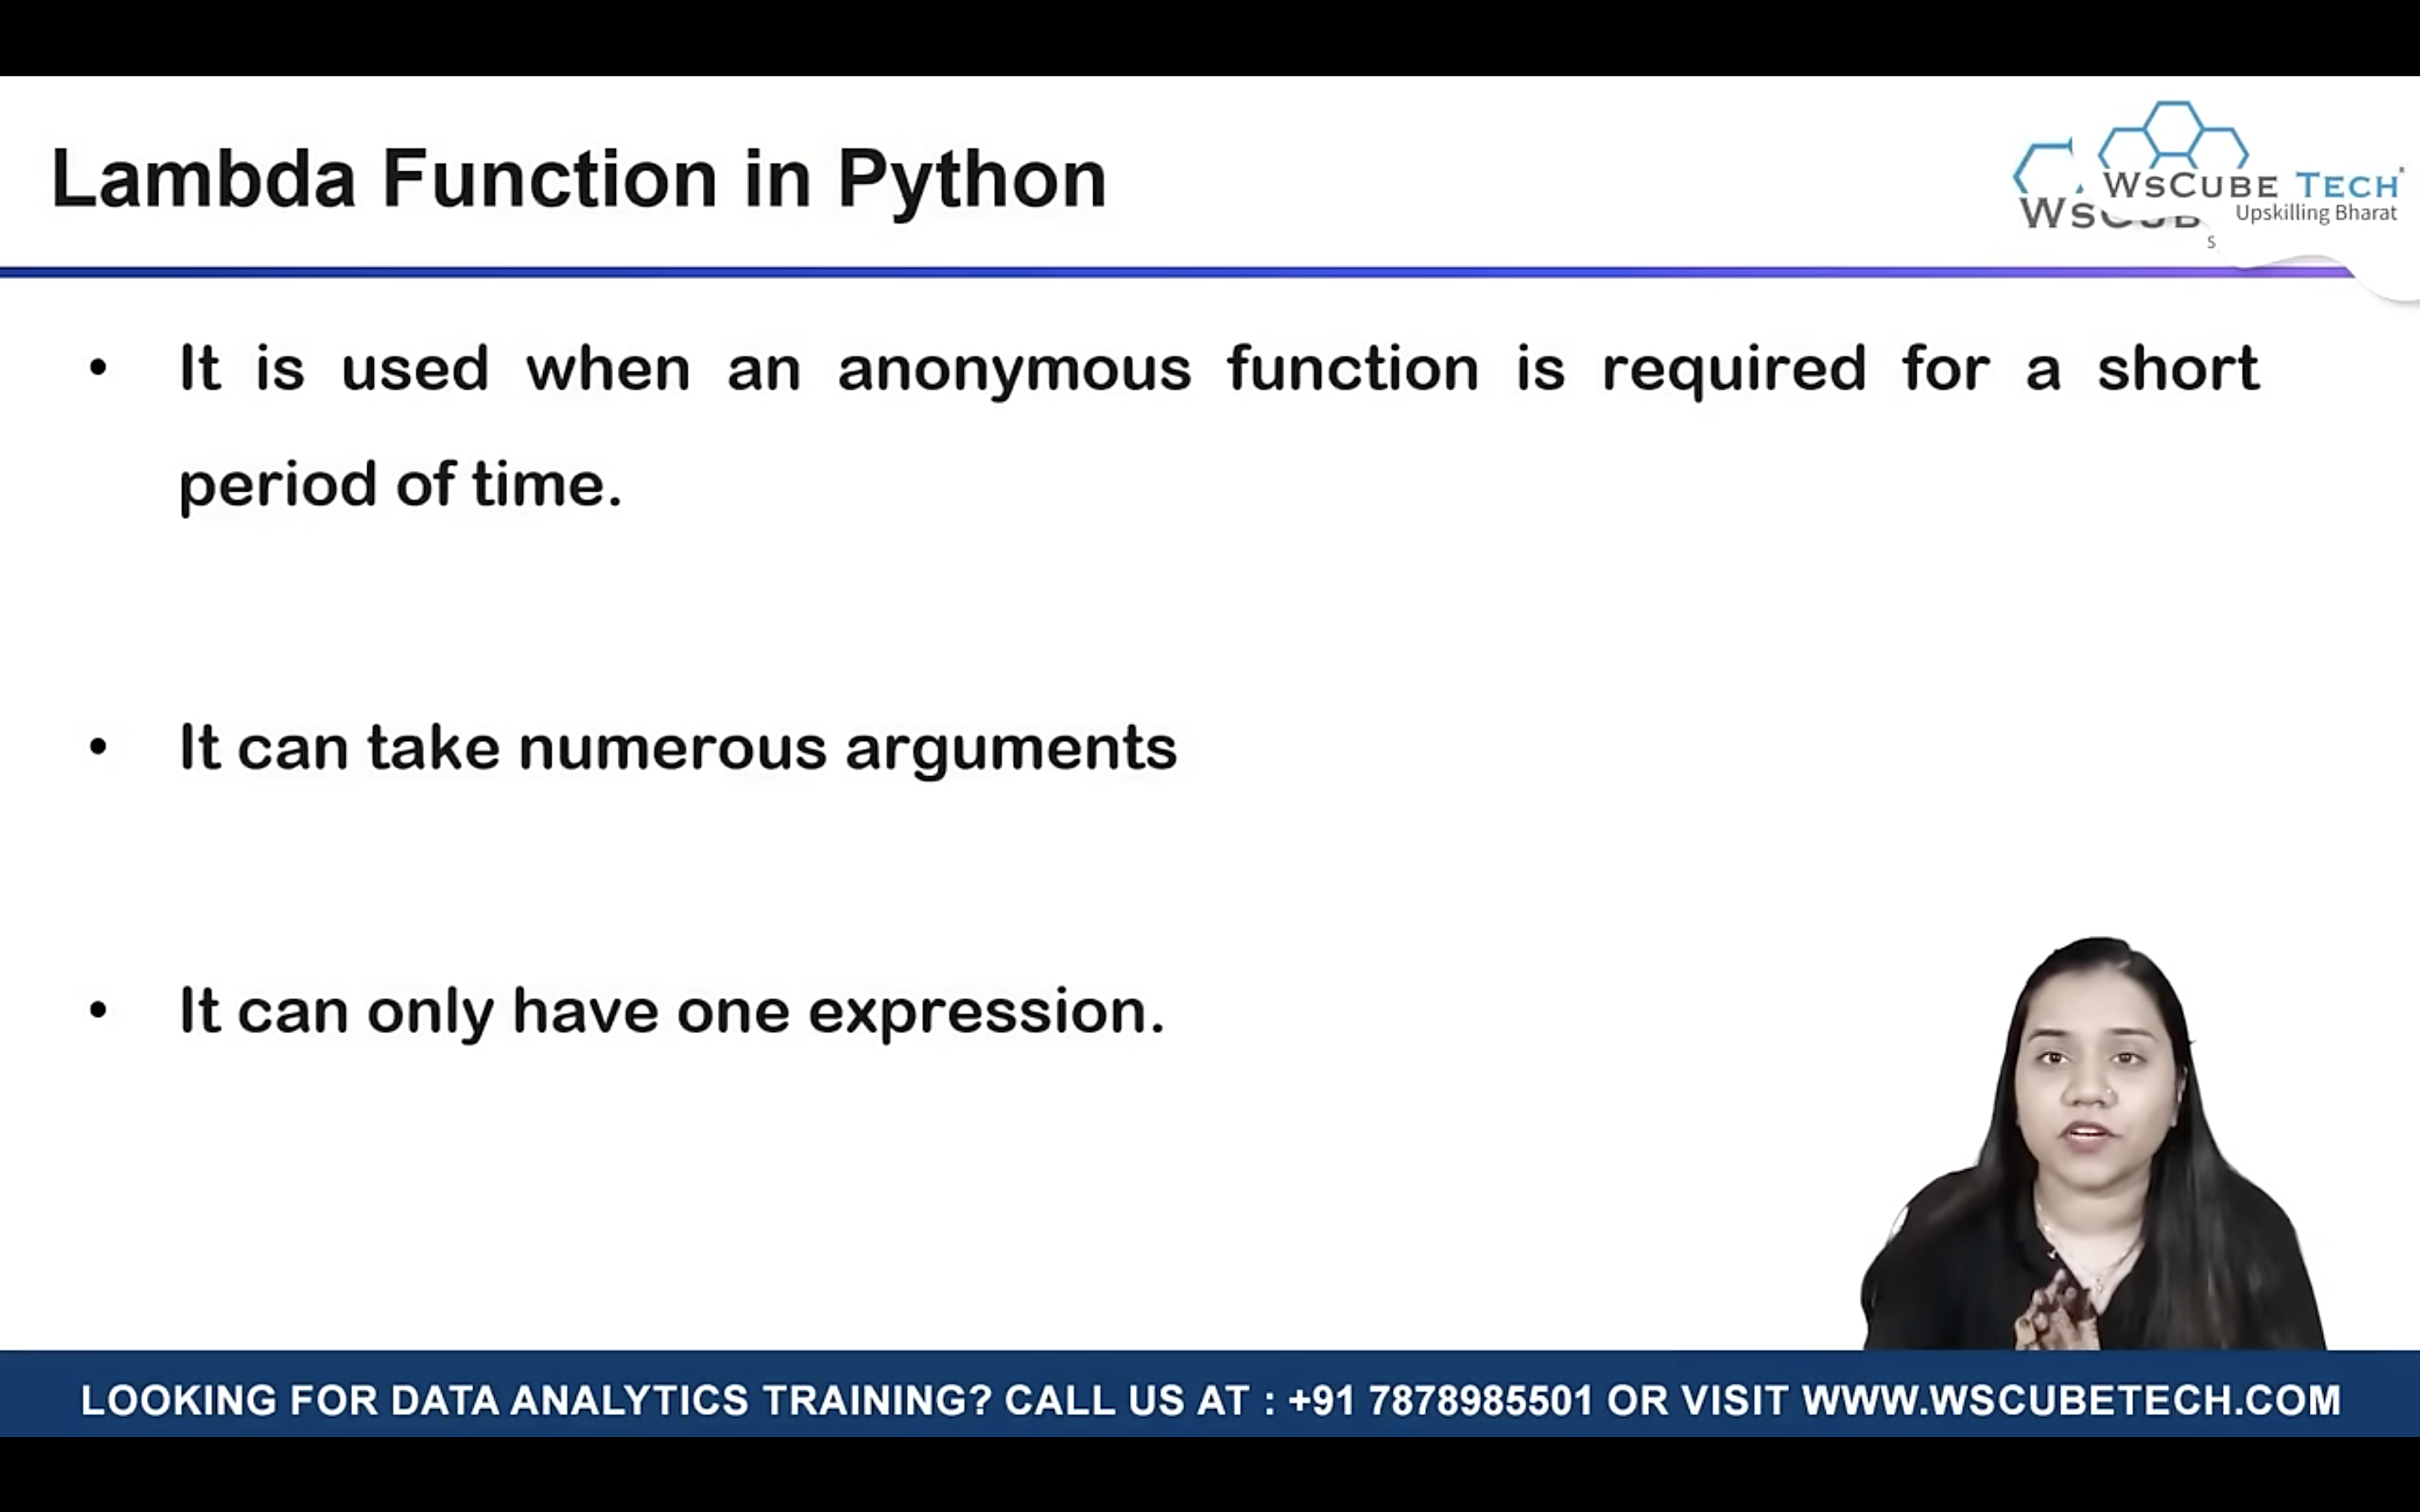 Lambda Function in Python
WsCube Tech
Upskilling Bharat
• It is used when an anonymous function is required for a short
period of time.
• It can take numerous arguments
• It can only have one expression.
LOOKING FOR DATA ANALYTICS TRAINING? CALL US AT : +91 7878985501 OR VISIT WWW.WSCUBETECH.COM